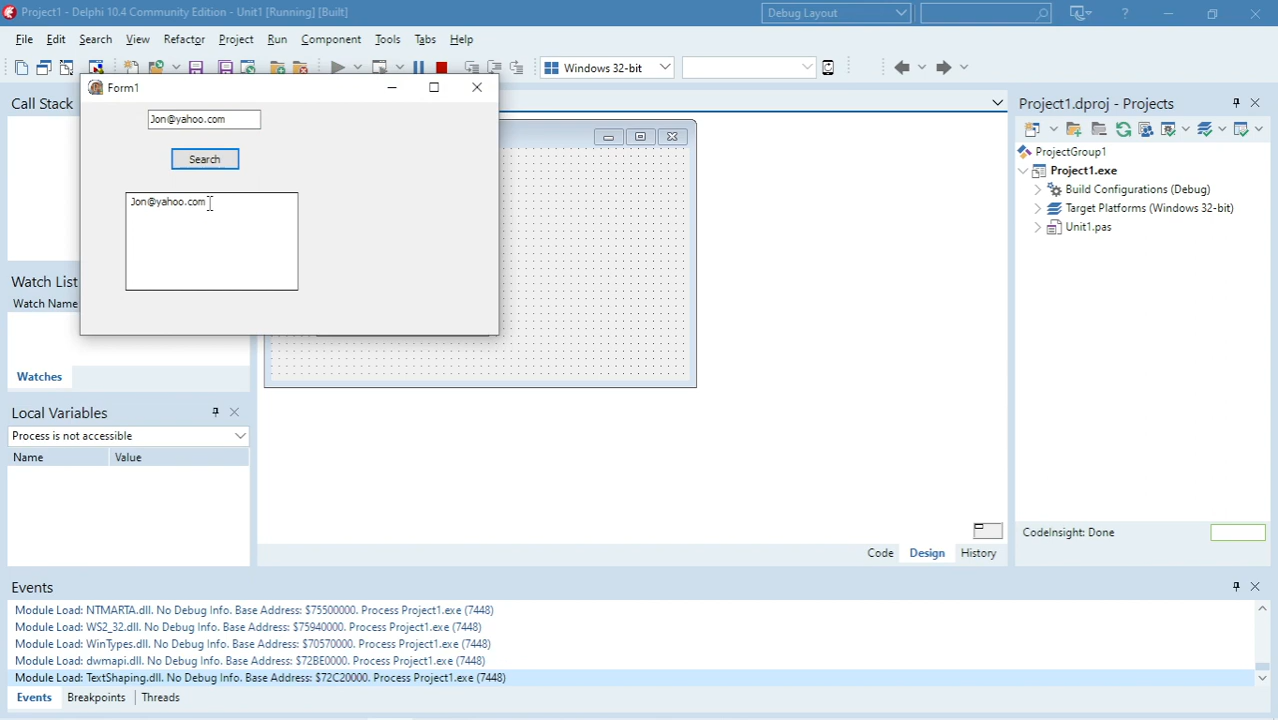 Project1 - Delphi 10.4 Community Edition - Unit1 [Running] [Built]
Debug Layout
File Edit Search View Refactor Project Run Component Tools Tabs Help
Windows 32-bit
Call Stack
Form1
Jon@yahoo.com
Search
Jon@yahoo.com
Watch List
Watch Name
Watches
Local Variables
Process is not accessible
Name Value
Project1.dproj - Projects
ProjectGroup1
Project1.exe
Build Configurations (Debug)
Target Platforms (Windows 32-bit)
Unit1.pas
CodeInsight: Done
Code Design History
Events
Module Load: NTMARTA.dll. No Debug Info. Base Address: $75500000. Process Project1.exe (7448)
Module Load: WS2_32.dll. No Debug Info. Base Address: $75940000. Process Project1.exe (7448)
Module Load: WinTypes.dll. No Debug Info. Base Address: $70570000. Process Project1.exe (7448)
Module Load: dwmapi.dll. No Debug Info. Base Address: $72BE0000. Process Project1.exe (7448)
Module Load: TextShaping.dll. No Debug Info. Base Address: $72C20000. Process Project1.exe (7448)
Events Breakpoints Threads